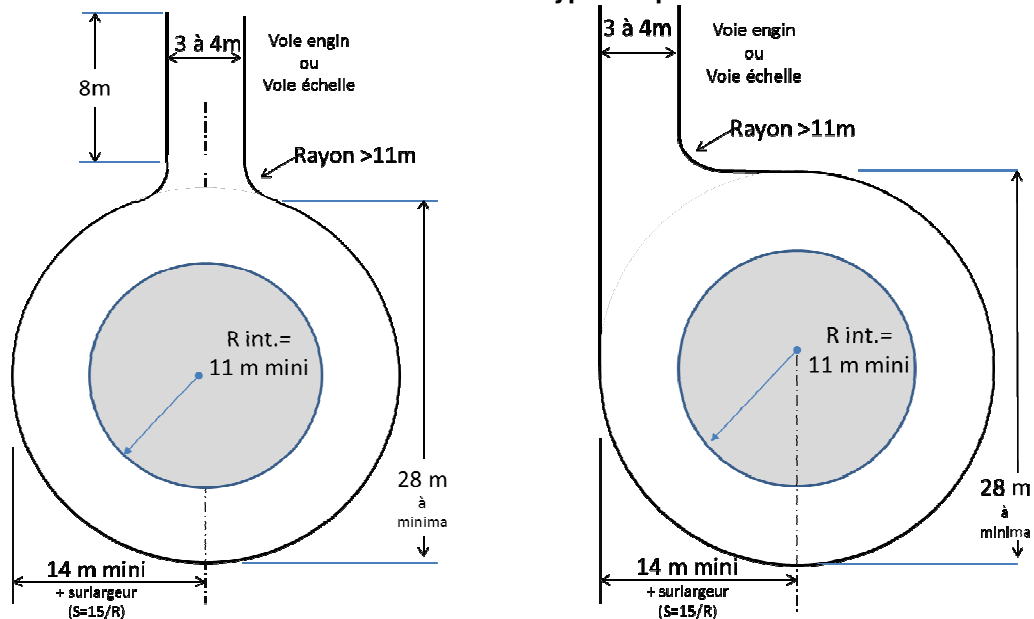 3 à 4m
Voie engin
ou
Voie échelle
8m
Rayon >11m
R int.=
11 m mini
28 m
à
minima
14 m mini
+ surlargeur
(S=15/R)
3 à 4m
Voie engin
ou
Voie échelle
Rayon >11m
R int.=
11 m mini
28 m
à
minima
14 m mini
+ surlargeur
(S=15/R)